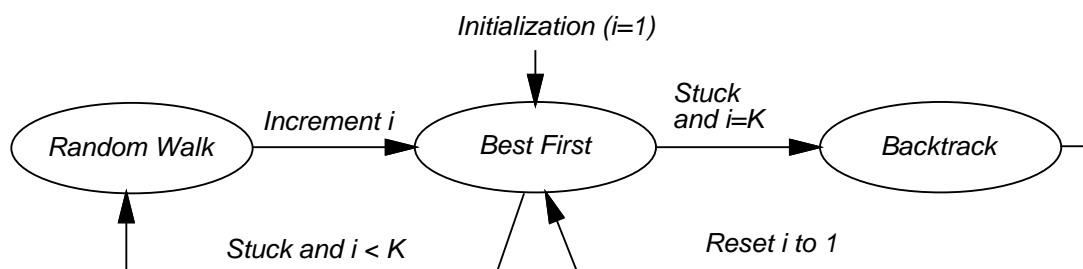 Initialization (i=1)
Stuck
and i=K
Increment i
Random Walk
Best First
Backtrack
Stuck and i < K
Reset i to 1